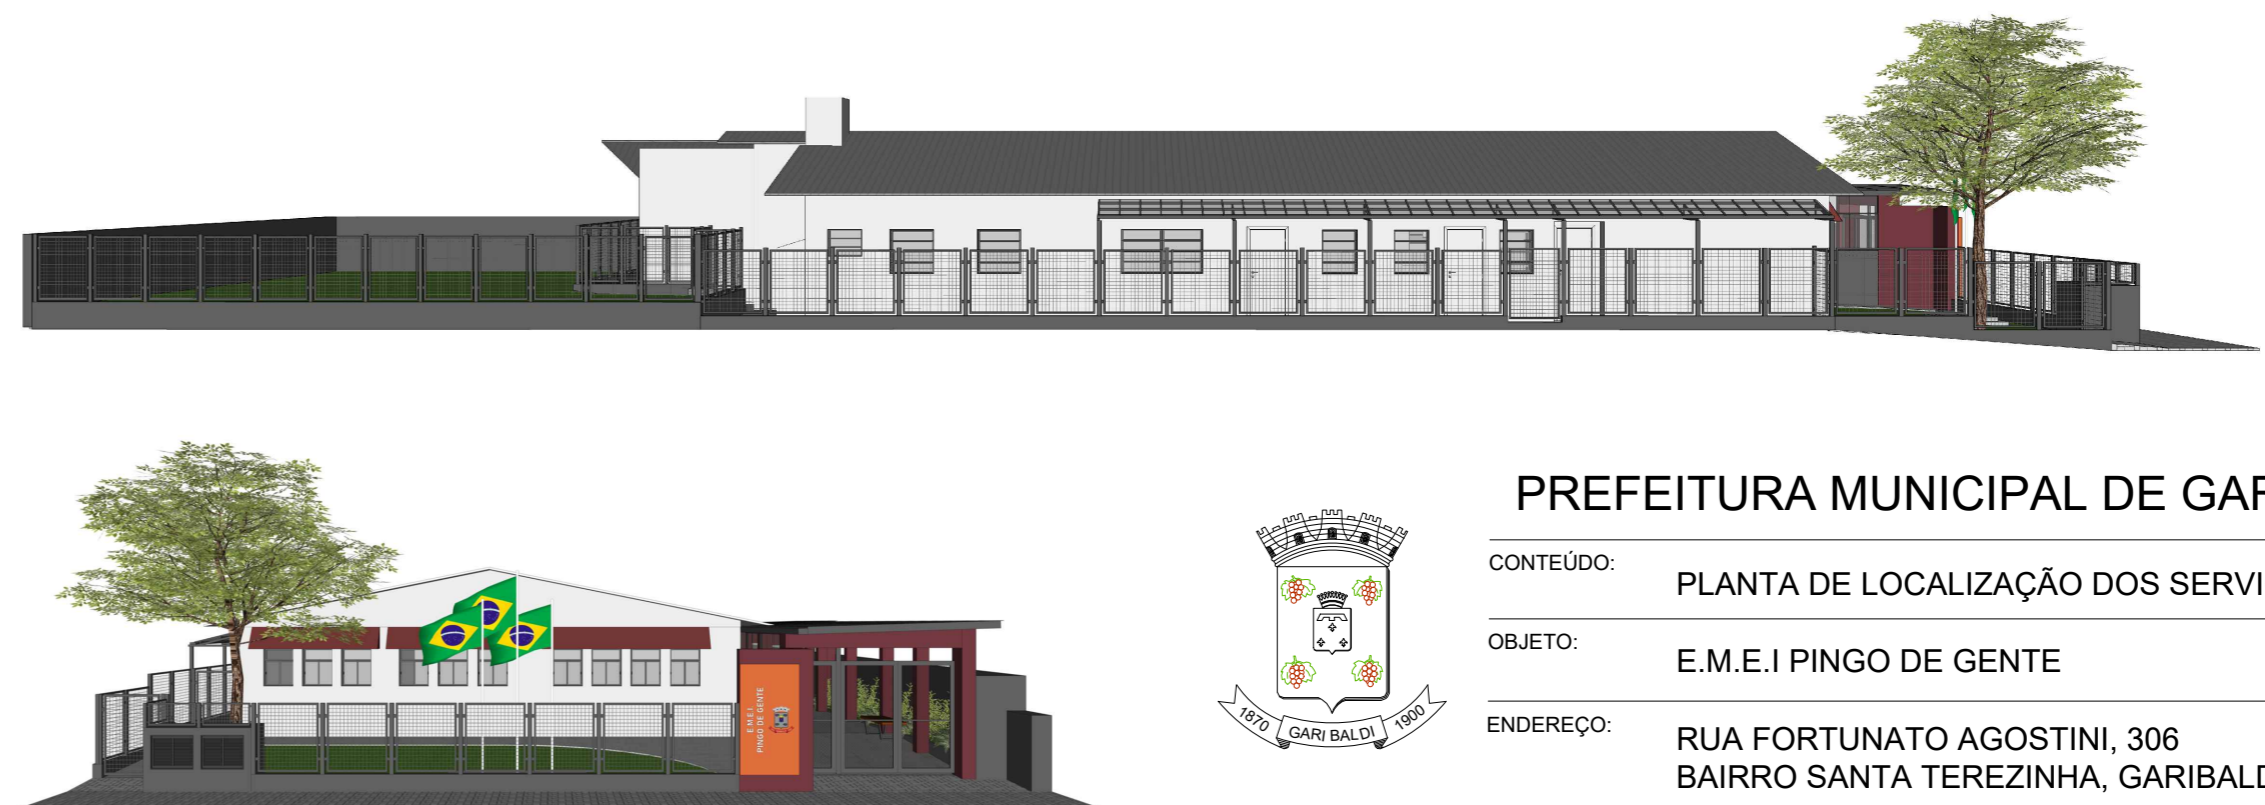 PREFEITURA MUNICIPAL DE GAR
CONTEÚDO:
PLANTA DE LOCALIZAÇÃO DOS SERVI
OBJETO:
E.M.E.I PINGO DE GENTE
ENDEREÇO:
RUA FORTUNATO AGOSTINI, 306
BAIRRO SANTA TEREZINHA, GARIBALD
1870 GARI BALDI 1900
E.M.E.I.
PINGO DE GENTE